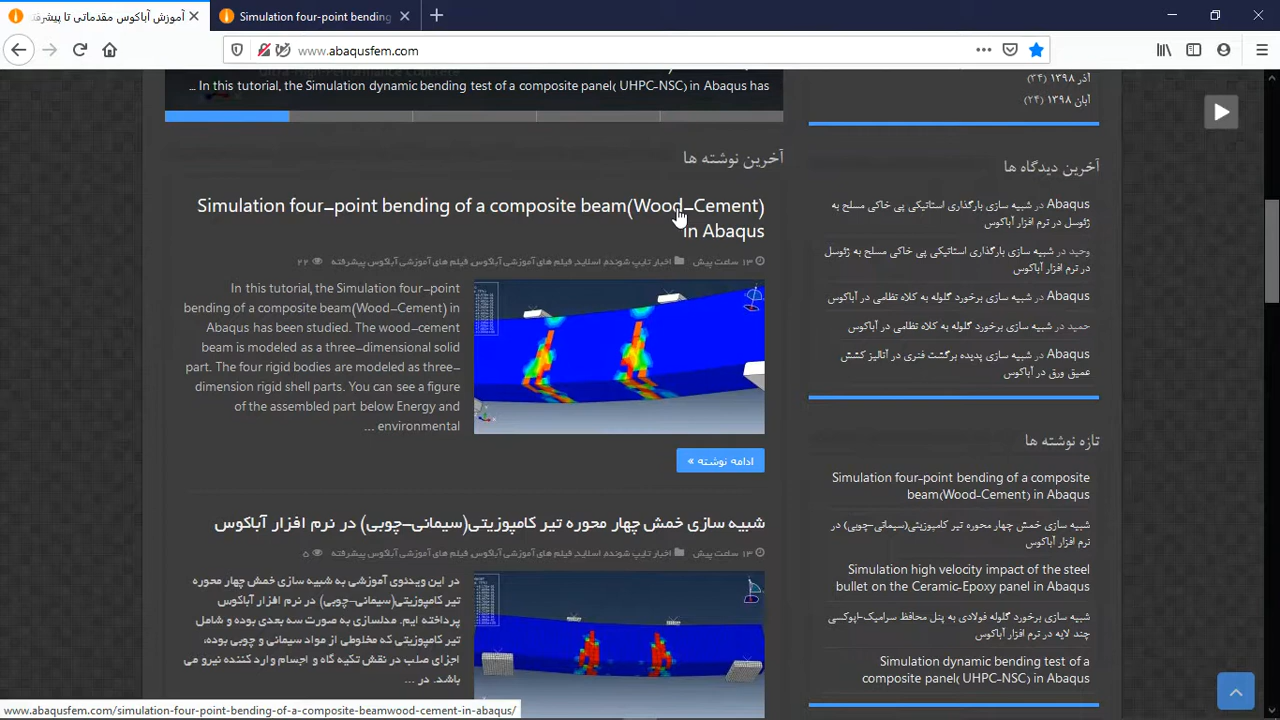 آموزش آباکوس مقدماتی تا پیشرفته
Simulation four-point bending
www.abaqusfem.com
... In this tutorial, the Simulation dynamic bending test of a composite panel( UHPC-NSC) in Abaqus has
آذر ۱۳۹۸ (۲۴)
آبان ۱۳۹۸ (۲۴)
آخرین نوشته ها
Simulation four-point bending of a composite beam(Wood-Cement)
in Abaqus
۱۳ ساعت پیش اخبار تایپ شونده, اسلاید, فیلم های آموزشی آباکوس, فیلم های آموزشی آباکوس پیشرفته ۲۲
In this tutorial, the Simulation four-point
bending of a composite beam(Wood-Cement) in
Abaqus has been studied. The wood-cement
beam is modeled as a three-dimensional solid
part. The four rigid bodies are modeled as three-
dimension rigid shell parts. You can see a figure
of the assembled part below Energy and
... environmental
ادامه نوشته »
شبیه سازی خمش چهار محوره تیر کامپوزیتی(سیمانی-چوبی) در نرم افزار آباکوس
۱۳ ساعت پیش اخبار تایپ شونده, اسلاید, فیلم های آموزشی آباکوس, فیلم های آموزشی آباکوس پیشرفته ۵
در این ویدئوی آموزشی به شبیه سازی خمش چهار محوره
تیر کامپوزیتی(سیمانی-چوبی) در نرم افزار آباکوس
پرداخته ایم. مدلسازی به صورت سه بعدی بوده و شامل
تیر کامپوزیتی که مخلوطی از مواد سیمانی و چوبی بوده،
اجزای صلب در نقش تکیه گاه و اجسام وارد کننده نیرو می
باشد. در ...
آخرین دیدگاه ها
Abaqus در شبیه سازی بارگذاری استاتیکی پی خاکی مسلح به
ژئوسل در ترم افزار آباکوس
وحید در شبیه سازی بارگذاری استاتیکی پی خاکی مسلح به ژئوسل
در ترم افزار آباکوس
Abaqus در شبیه سازی برخورد گلوله به کلاه نظامی در آباکوس
حمید در شبیه سازی برخورد گلوله به کلاه نظامی در آباکوس
Abaqus در شبیه سازی پدیده برگشت فنری در آنالیز کشش
عمیق ورق در آباکوس
تازه نوشته ها
Simulation four-point bending of a composite
beam(Wood-Cement) in Abaqus
شبیه سازی خمش چهار محوره تیر کامپوزیتی(سیمانی-چوبی) در
نرم افزار آباکوس
Simulation high velocity impact of the steel
bullet on the Ceramic-Epoxy panel in Abaqus
شبیه سازی برخورد گلوله فولادی به پنل محافظ سرامیک-اپوکسی
چند لایه در نرم افزار آباکوس
Simulation dynamic bending test of a
composite panel( UHPC-NSC) in Abaqus
www.abaqusfem.com/simulation-four-point-bending-of-a-composite-beamwood-cement-in-abaqus/